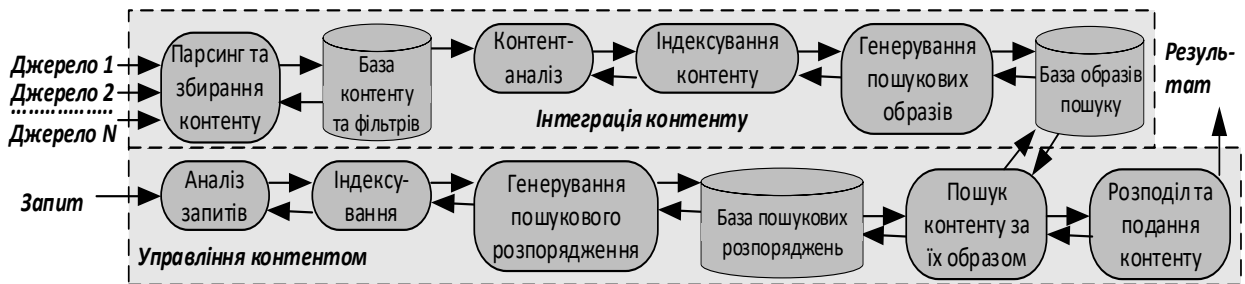 Джерело 1
Джерело 2
..................
Джерело N
Парсинг та
збирання
контенту
База
контенту
та фільтрів
Контент-
аналіз
Індексування
контенту
Генерування
пошукових
образів
База образів
пошуку
Резуль-
тат
Інтеграція контенту
Запит
Аналіз
запитів
Індексу-
вання
Генерування
пошукового
розпорядження
База пошукових
розпоряджень
Пошук
контенту за
їх образом
Розподіл та
подання
контенту
Управління контентом